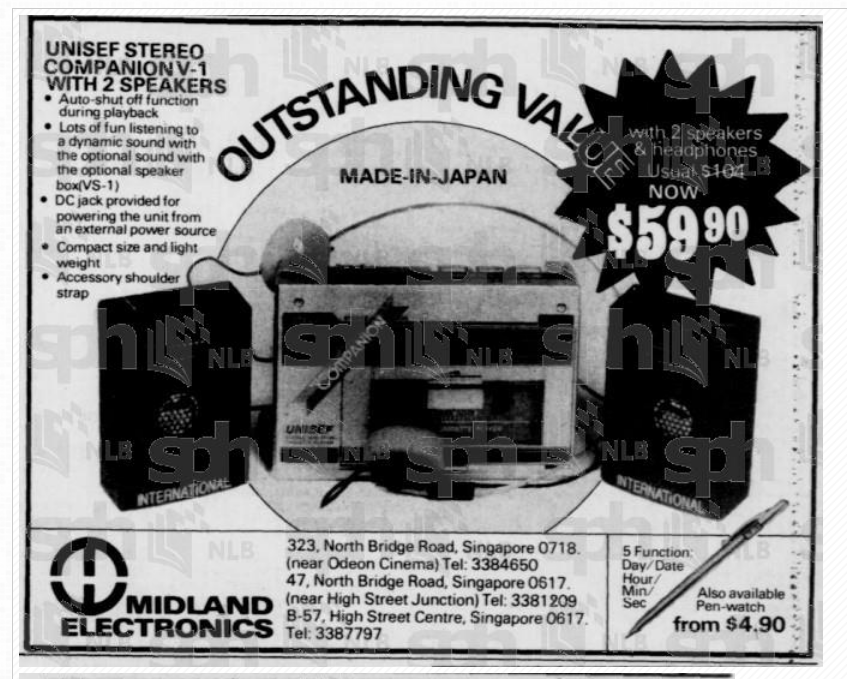 UNISEF STEREO
COMPANION V-1
WITH 2 SPEAKERS
• Auto-shut off function
during playback
• Lots of fun listening to
a dynamic sound with
the optional sound with
the optional speaker
box(VS-1)
• DC jack provided for
powering the unit from
an external power source
• Compact size and light
weight
• Accessory shoulder
strap
OUTSTANDING VALUE
MADE-IN-JAPAN
with 2 speakers
& headphones
Usual $104
NOW
$59 90
COMPANION
UNISEF
INTERNATIONAL
INTERNATIONAL
MIDLAND
ELECTRONICS
323, North Bridge Road, Singapore 0718.
(near Odeon Cinema) Tel: 3384650
47, North Bridge Road, Singapore 0617.
(near High Street Junction) Tel: 3381209
B-57, High Street Centre, Singapore 0617.
Tel: 3387797
5 Function:
Day/Date
Hour/
Min/
Sec
Also available
Pen-watch
from $4.90
sph NLB